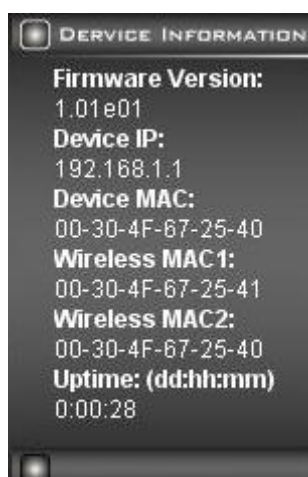 DERVICE INFORMATION
Firmware Version:
1.01e01
Device IP:
192.168.1.1
Device MAC:
00-30-4F-67-25-40
Wireless MAC1:
00-30-4F-67-25-41
Wireless MAC2:
00-30-4F-67-25-40
Uptime: (dd:hh:mm)
0:00:28